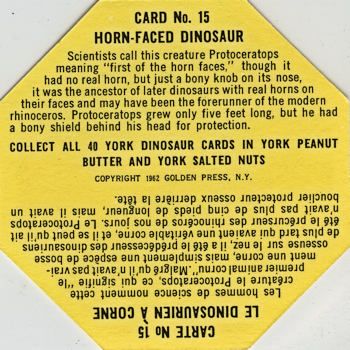 CARD No. 15
HORN-FACED DINOSAUR
Scientists call this creature Protoceratops
meaning "first of the horn faces," though it
had no real horn, but just a bony knob on its nose,
it was the ancestor of later dinosaurs with real horns on
their faces and may have been the forerunner of the modern
rhinoceros. Protoceratops grew only five feet long, but he had
a bony shield behind his head for protection.
COLLECT ALL 40 YORK DINOSAUR CARDS IN YORK PEANUT
BUTTER AND YORK SALTED NUTS
COPYRIGHT 1962 GOLDEN PRESS, N.Y.
CARTE No 15
LE DINOSAURIEN À CORNE
Les hommes de science nomment cette
créature le Protoceratops, ce qui signifie "le
premier animal cornu". Malgré qu'il n'avait pas vrai-
ment une corne, mais simplement une espèce de bosse
osseuse sur le nez, il a été le prédécesseur des dinosauriens
de plus tard qui avaient une véritable corne, et il se peut qu'il ait
été le précurseur des rhinocéros de nos jours. Le Protoceratops
n'avait pas plus de cinq pieds de longueur, mais il avait un
bouclier protecteur osseux derrière la tête.